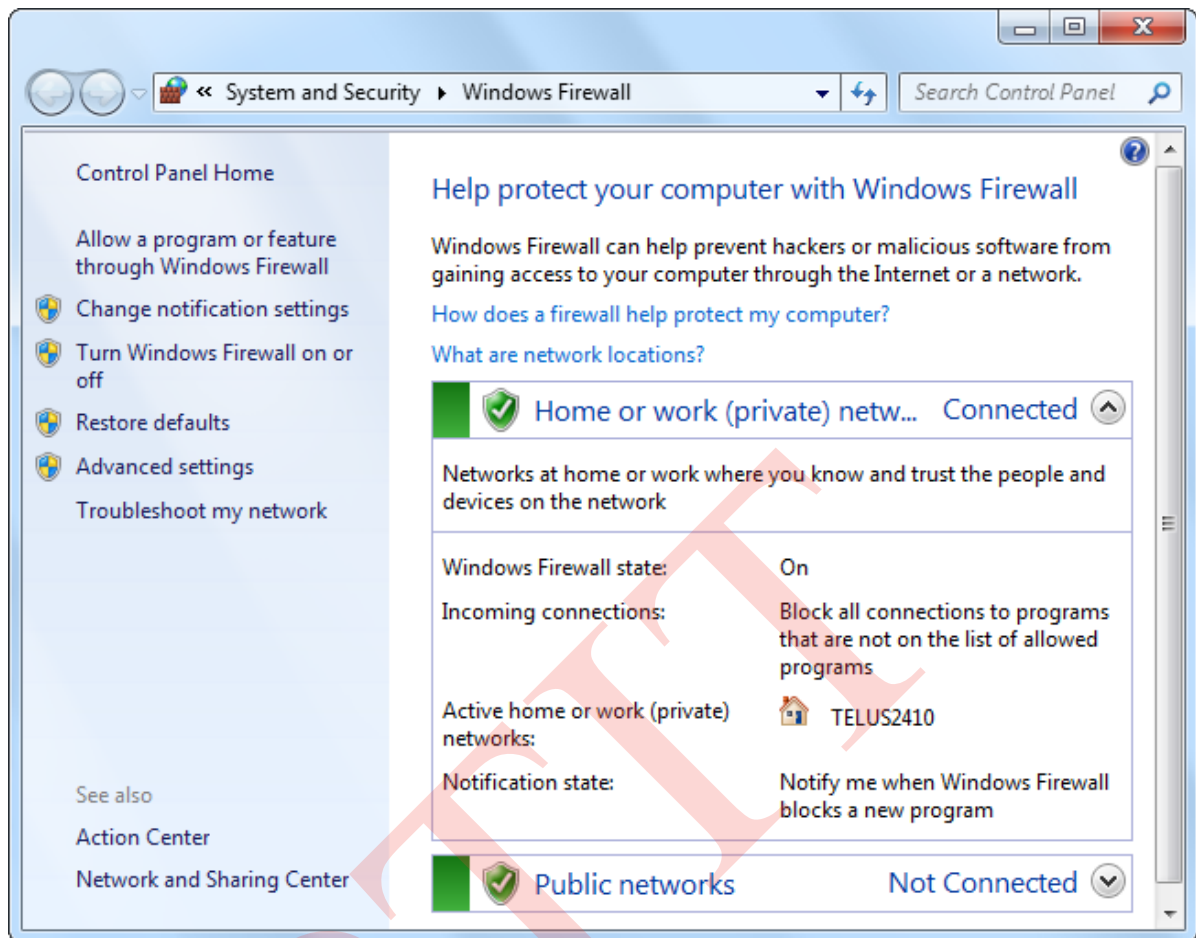 « System and Security ▸ Windows Firewall
Search Control Panel
Control Panel Home
Allow a program or feature
through Windows Firewall
Change notification settings
Turn Windows Firewall on or
off
Restore defaults
Advanced settings
Troubleshoot my network
See also
Action Center
Network and Sharing Center
Help protect your computer with Windows Firewall
Windows Firewall can help prevent hackers or malicious software from
gaining access to your computer through the Internet or a network.
How does a firewall help protect my computer?
What are network locations?
Home or work (private) netw... Connected
Networks at home or work where you know and trust the people and
devices on the network
Windows Firewall state: On
Incoming connections: Block all connections to programs
that are not on the list of allowed
programs
Active home or work (private)
networks:
TELUS2410
Notification state: Notify me when Windows Firewall
blocks a new program
Public networks Not Connected